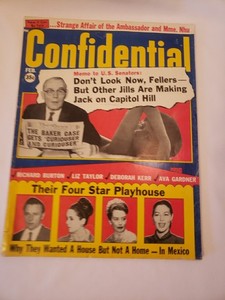 ...Strange Affair of the Ambassador and Mme. Nhu
Confidential
FEB.
Memo to U.S. Senators:
Don't Look Now, Fellers—
But Other Jills Are Making
Jack on Capitol Hill
THE BAKER CASE
GETS 'CURIOUSER
AND CURIOUSER'
RICHARD BURTON • LIZ TAYLOR • DEBORAH KERR • AVA GARDNER
Their Four Star Playhouse
Why They Wanted A House But Not A Home — In Mexico